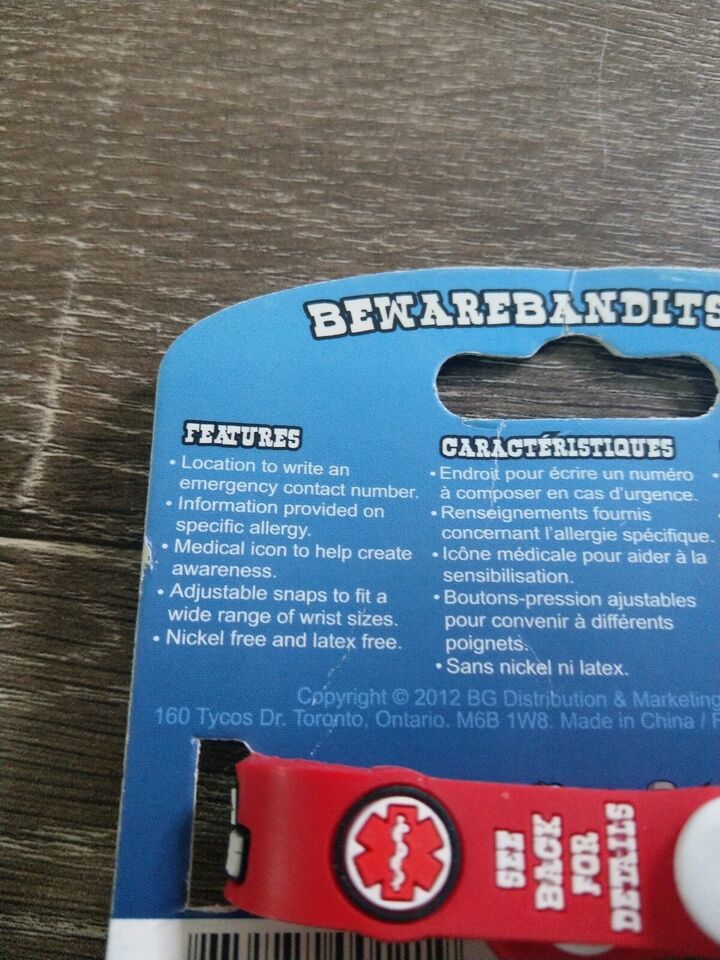 BEWAREBANDITS
FEATURES
• Location to write an
emergency contact number.
• Information provided on
specific allergy.
• Medical icon to help create
awareness.
• Adjustable snaps to fit a
wide range of wrist sizes.
• Nickel free and latex free.
CARACTÉRISTIQUES
• Endroit pour écrire un numéro
à composer en cas d'urgence.
• Renseignements fournis
concernant l'allergie spécifique.
• Icône médicale pour aider à la
sensibilisation.
• Boutons-pression ajustables
pour convenir à différents
poignets.
• Sans nickel ni latex.
Copyright © 2012 BG Distribution & Marketing
160 Tycos Dr. Toronto, Ontario. M6B 1W8. Made in China /
SEE
BACK
FOR
DETAILS